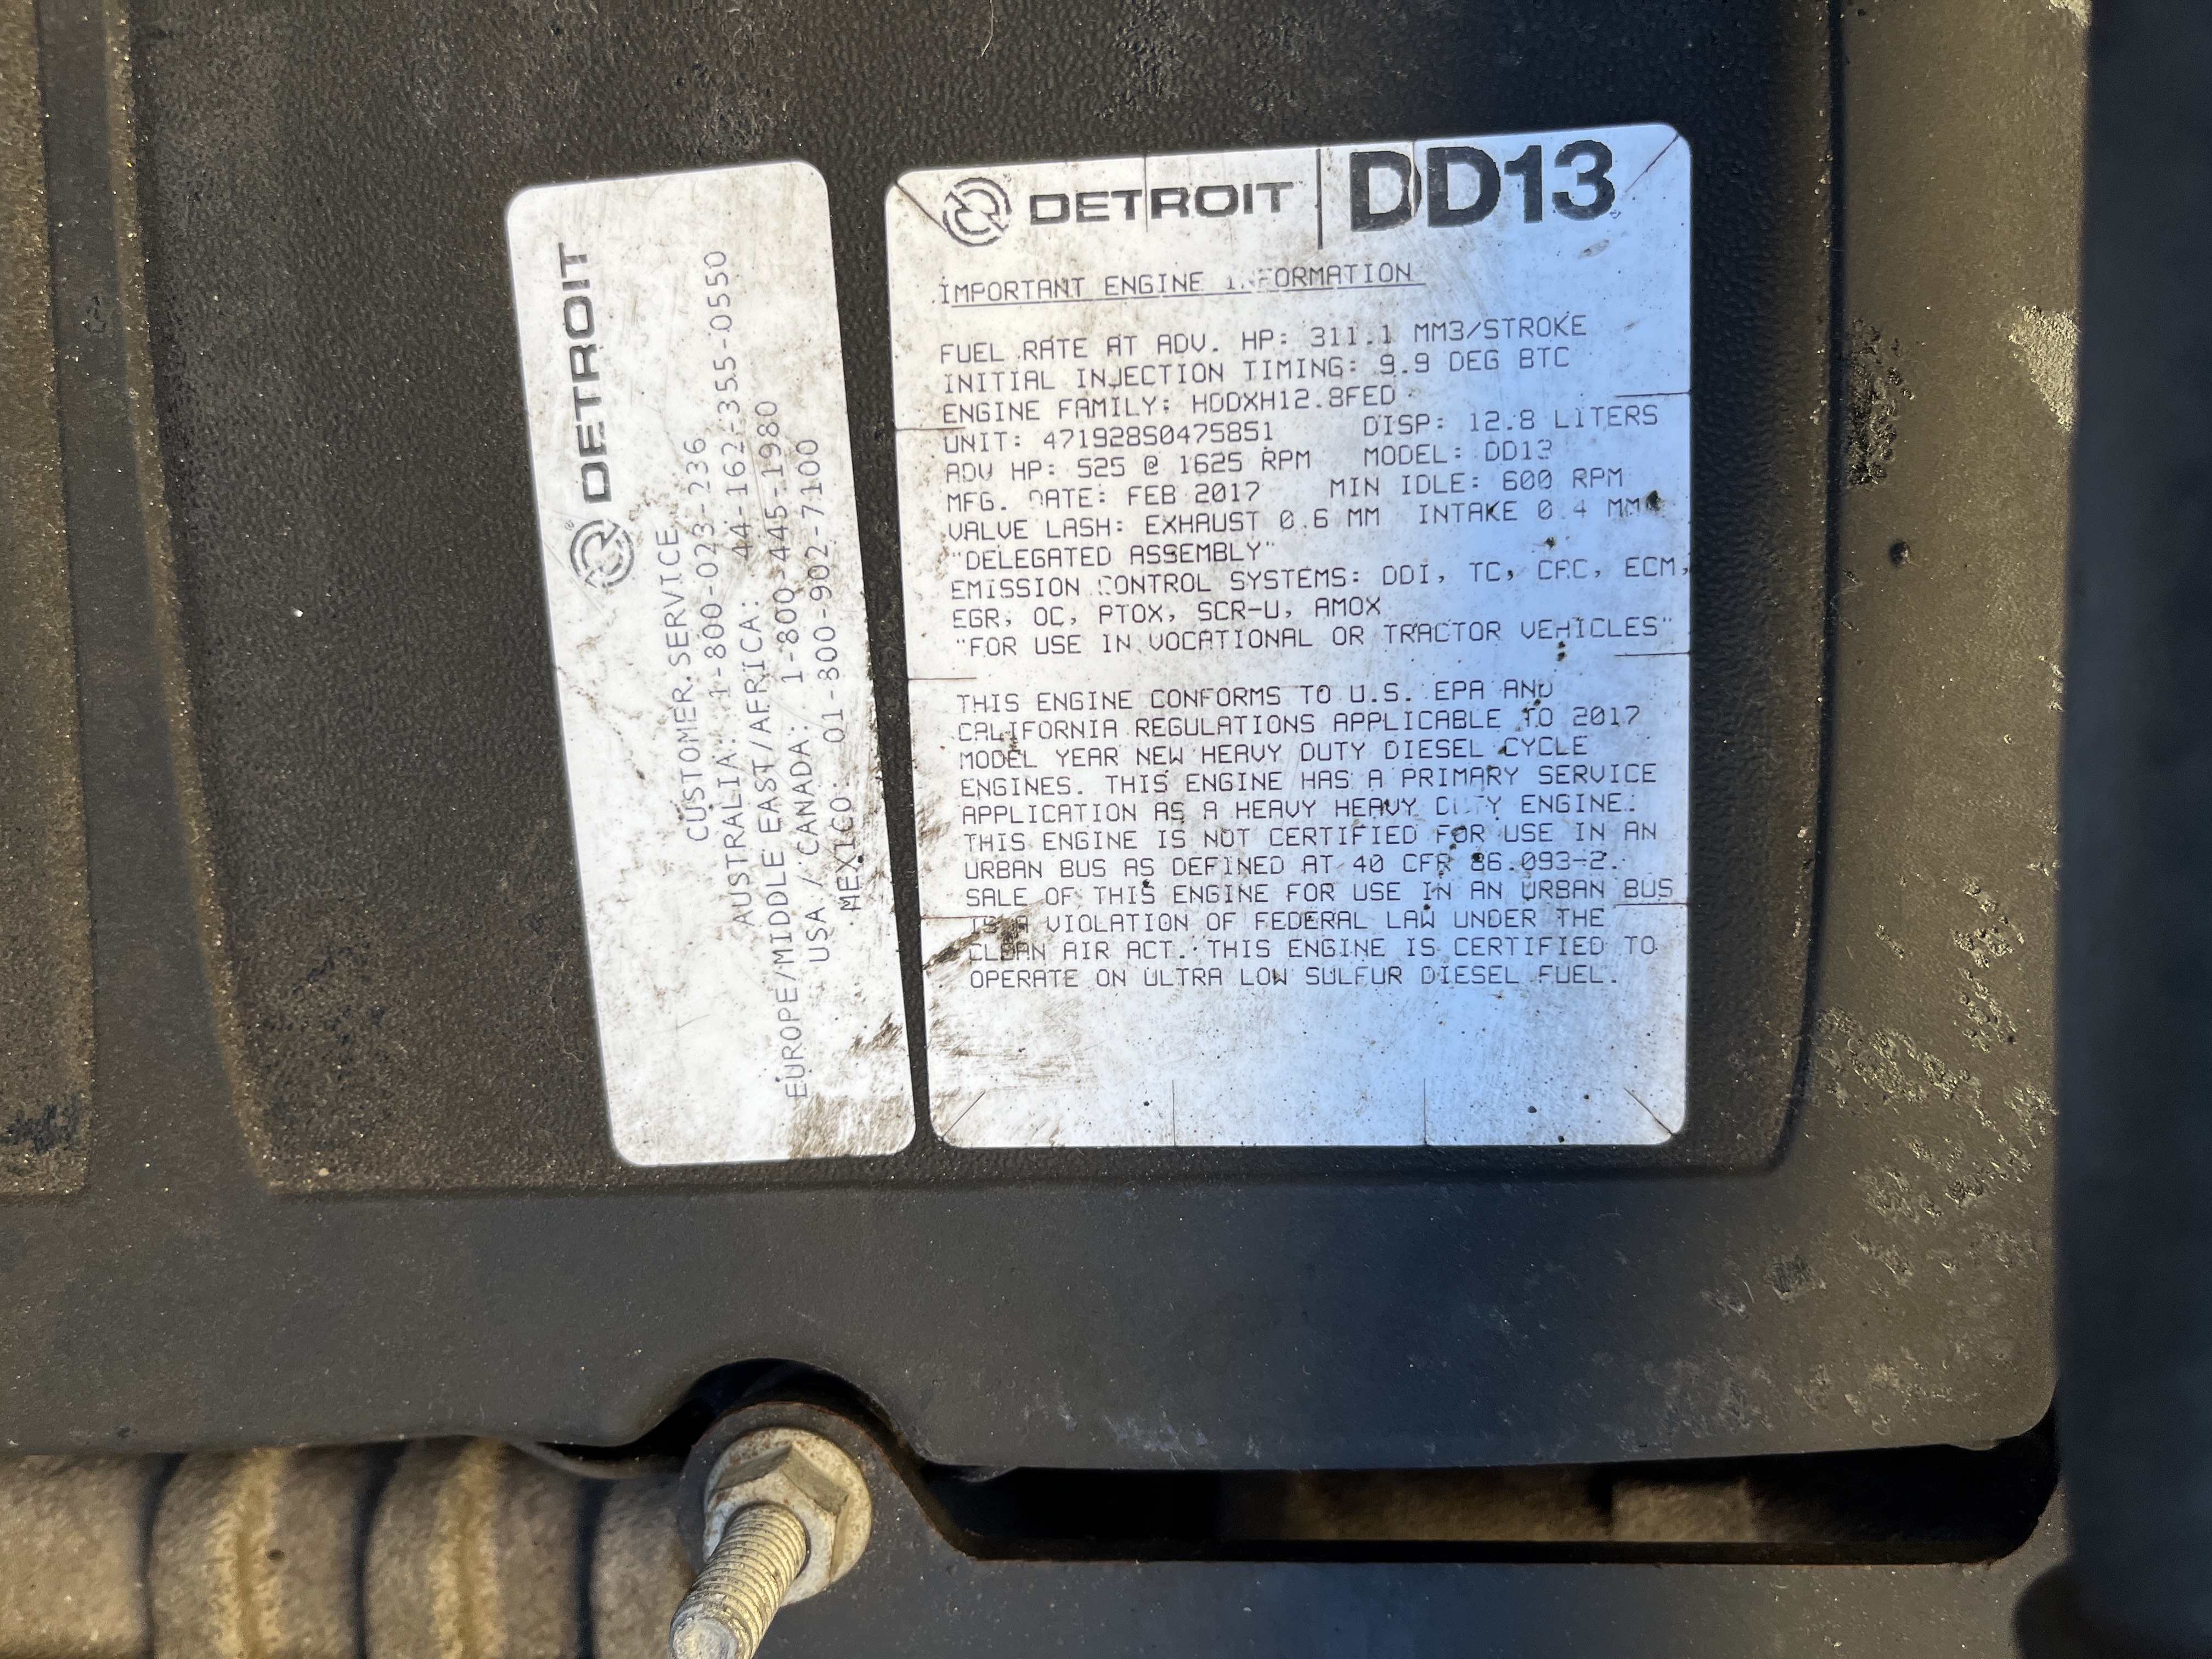 DETROIT
CUSTOMER SERVICE
AUSTRALIA: 1-800-023-236
EUROPE/MIDDLE EAST/AFRICA: 44-162-355-0550
USA / CANADA: 1-800-445-1980
MEXICO: 01-800-902-7100
DETROIT | DD13
IMPORTANT ENGINE INFORMATION
FUEL RATE AT ADV. HP: 311.1 MM3/STROKE
INITIAL INJECTION TIMING: 9.9 DEG BTC
ENGINE FAMILY: HDDXH12.8FED
UNIT: 471928S0475851 DISP: 12.8 LITERS
ADV HP: 525 @ 1625 RPM MODEL: DD13
MFG. DATE: FEB 2017 MIN IDLE: 600 RPM
VALVE LASH: EXHAUST 0.6 MM INTAKE 0.4 MM
"DELEGATED ASSEMBLY"
EMISSION CONTROL SYSTEMS: DDI, TC, CAC, ECM,
EGR, OC, PTOX, SCR-U, AMOX
"FOR USE IN VOCATIONAL OR TRACTOR VEHICLES"
THIS ENGINE CONFORMS TO U.S. EPA AND
CALIFORNIA REGULATIONS APPLICABLE TO 2017
MODEL YEAR NEW HEAVY DUTY DIESEL CYCLE
ENGINES. THIS ENGINE HAS A PRIMARY SERVICE
APPLICATION AS A HEAVY HEAVY DUTY ENGINE.
THIS ENGINE IS NOT CERTIFIED FOR USE IN AN
URBAN BUS AS DEFINED AT 40 CFR 86.093-2.
SALE OF THIS ENGINE FOR USE IN AN URBAN BUS
IS A VIOLATION OF FEDERAL LAW UNDER THE
CLEAN AIR ACT. THIS ENGINE IS CERTIFIED TO
OPERATE ON ULTRA LOW SULFUR DIESEL FUEL.